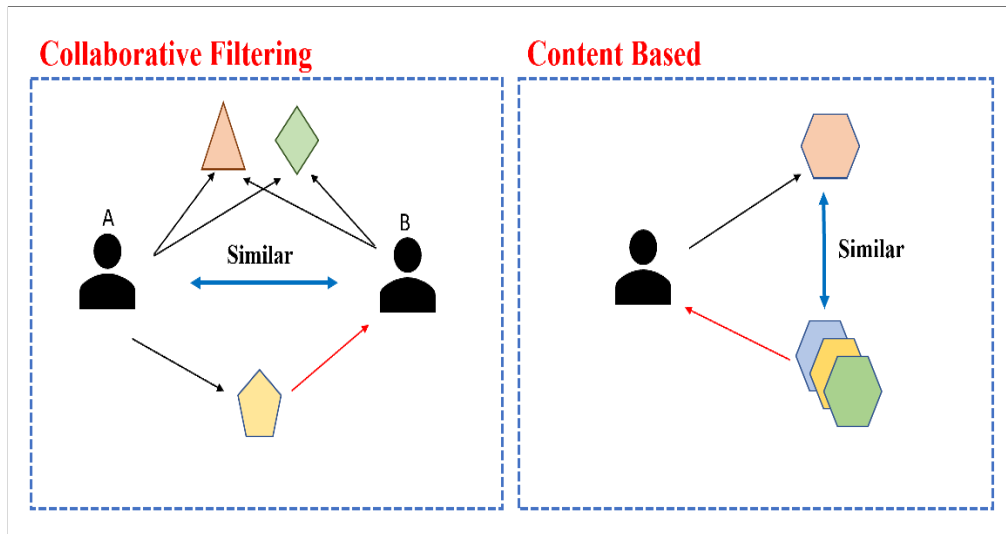 Collaborative Filtering
A
B
Similar
Content Based
Similar